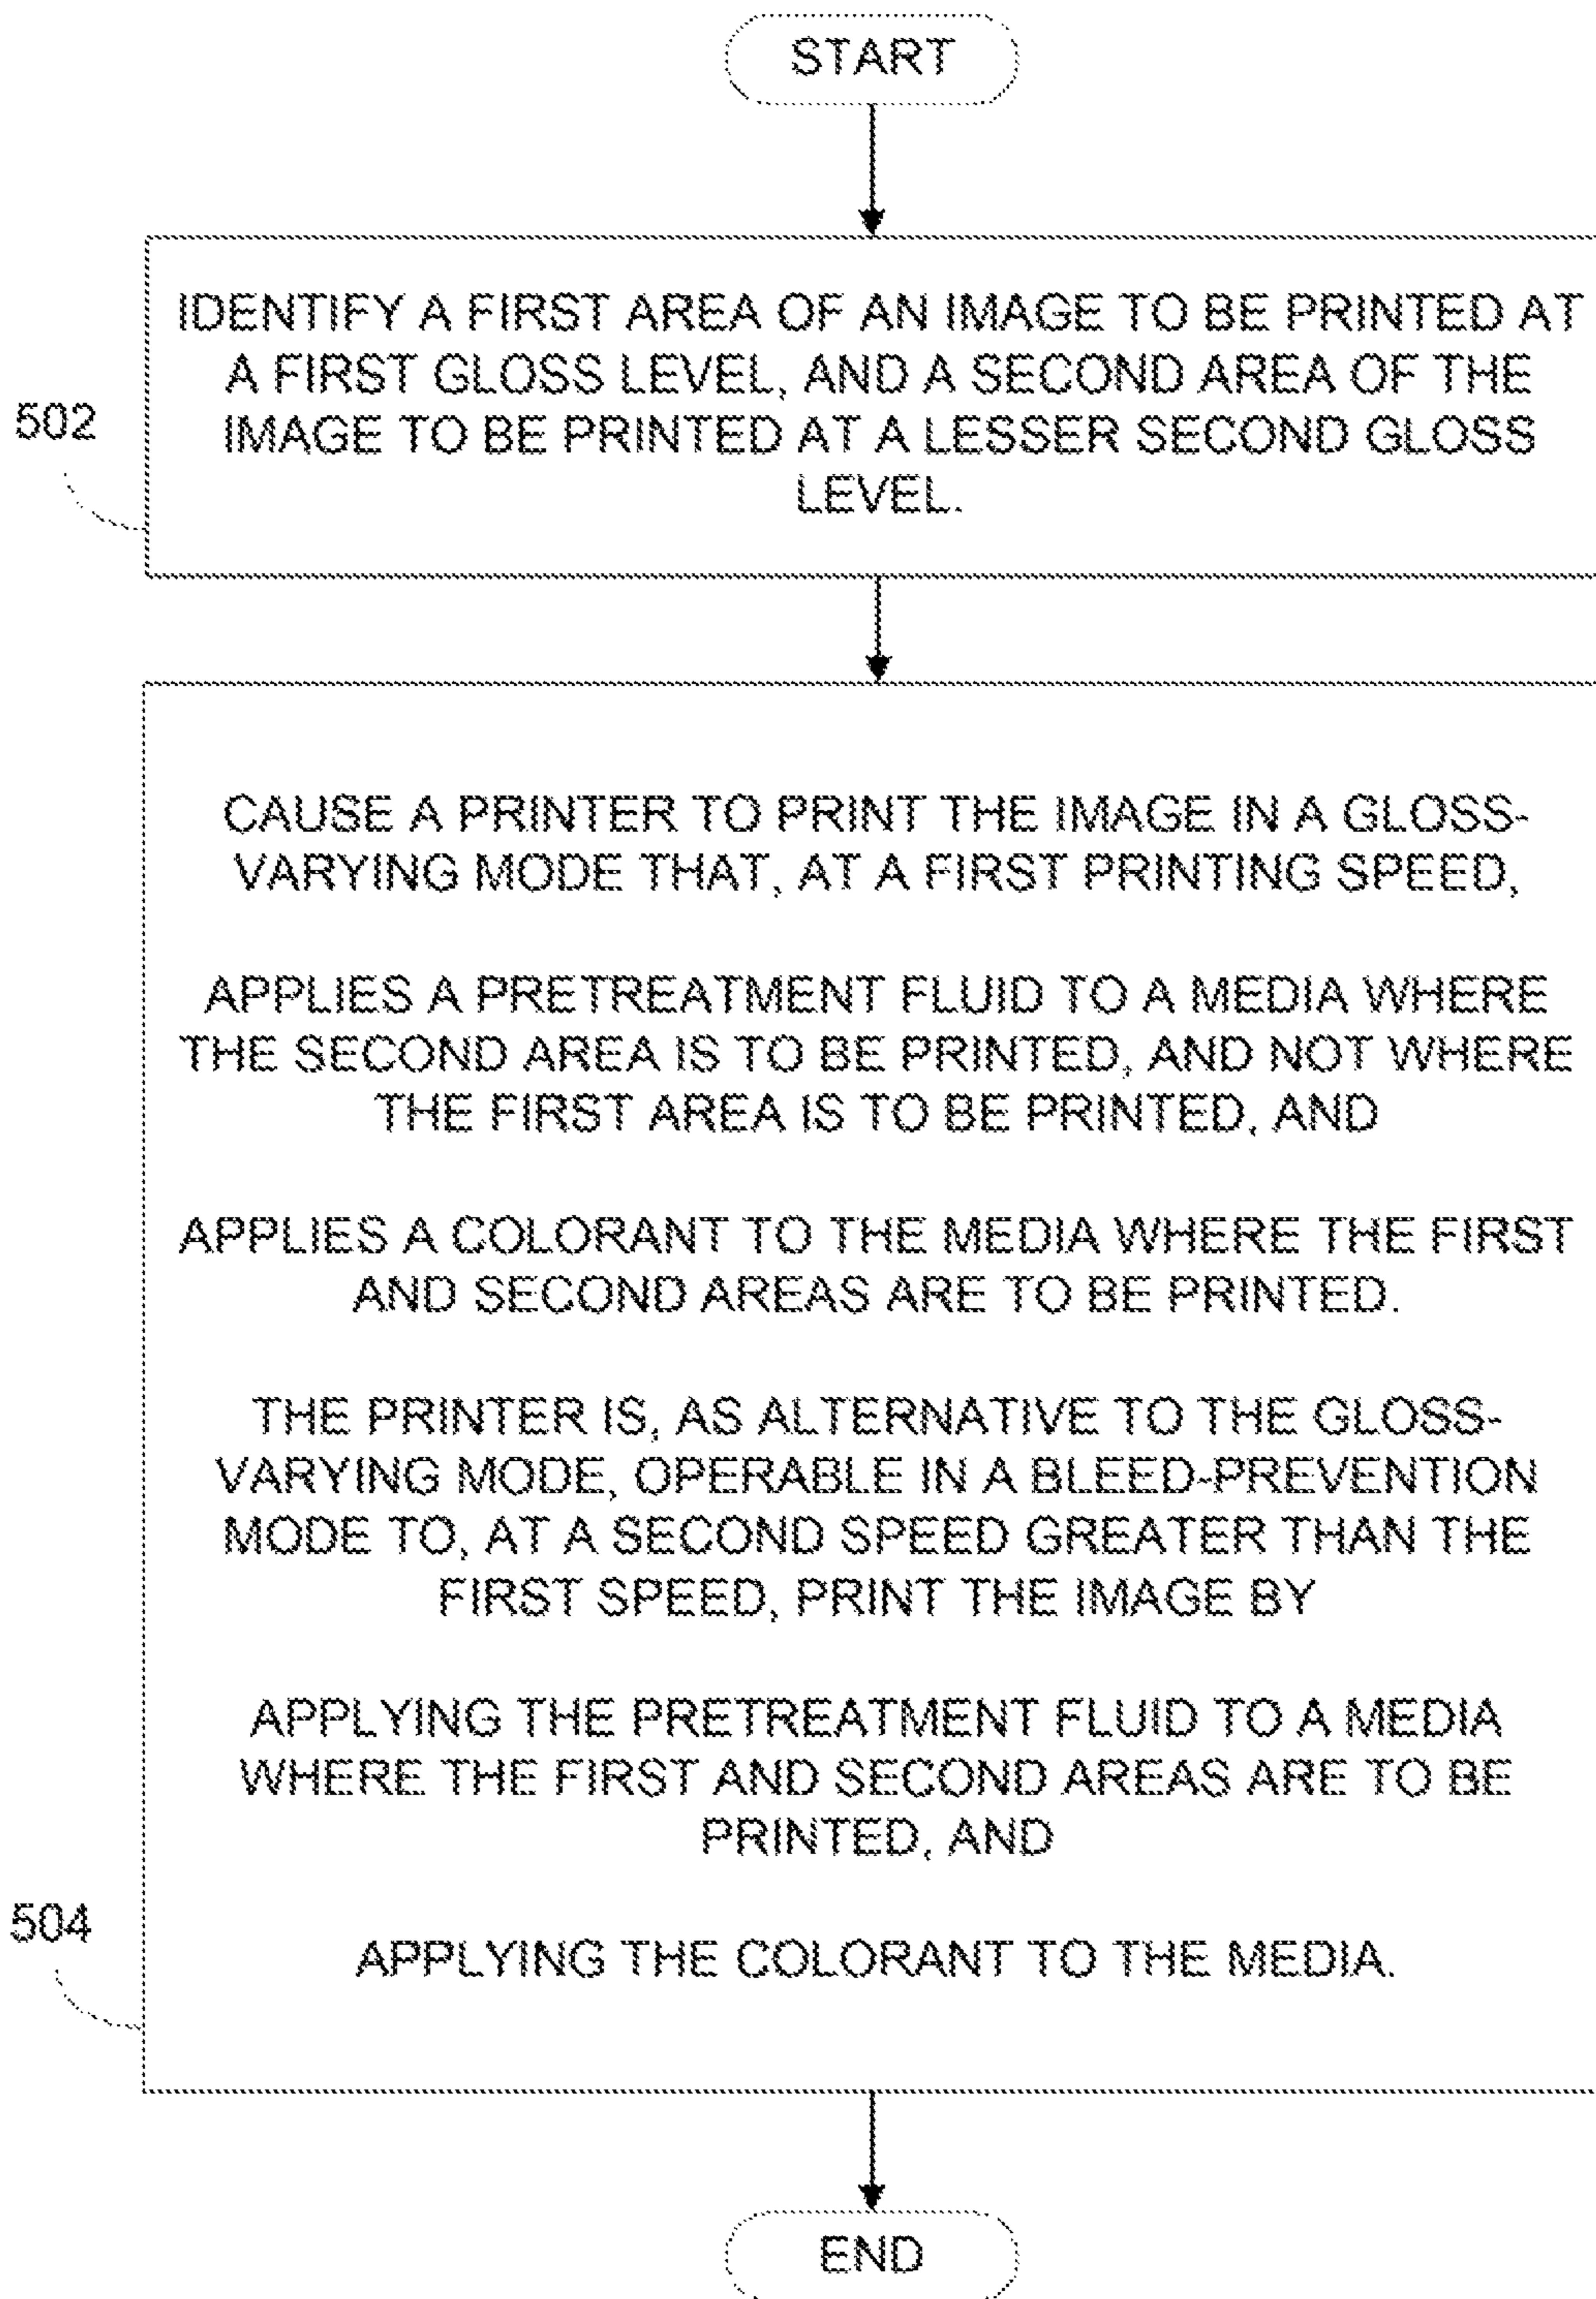 START
IDENTIFY A FIRST AREA OF AN IMAGE TO BE PRINTED AT
A FIRST GLOSS LEVEL, AND A SECOND AREA OF THE
IMAGE TO BE PRINTED AT A LESSER SECOND GLOSS
LEVEL.
502
CAUSE A PRINTER TO PRINT THE IMAGE IN A GLOSS-
VARYING MODE THAT, AT A FIRST PRINTING SPEED,
APPLIES A PRETREATMENT FLUID TO A MEDIA WHERE
THE SECOND AREA IS TO BE PRINTED, AND NOT WHERE
THE FIRST AREA IS TO BE PRINTED, AND
APPLIES A COLORANT TO THE MEDIA WHERE THE FIRST
AND SECOND AREAS ARE TO BE PRINTED.
THE PRINTER IS, AS ALTERNATIVE TO THE GLOSS-
VARYING MODE, OPERABLE IN A BLEED-PREVENTION
MODE TO, AT A SECOND SPEED GREATER THAN THE
FIRST SPEED, PRINT THE IMAGE BY
APPLYING THE PRETREATMENT FLUID TO A MEDIA
WHERE THE FIRST AND SECOND AREAS ARE TO BE
PRINTED, AND
504
APPLYING THE COLORANT TO THE MEDIA.
END